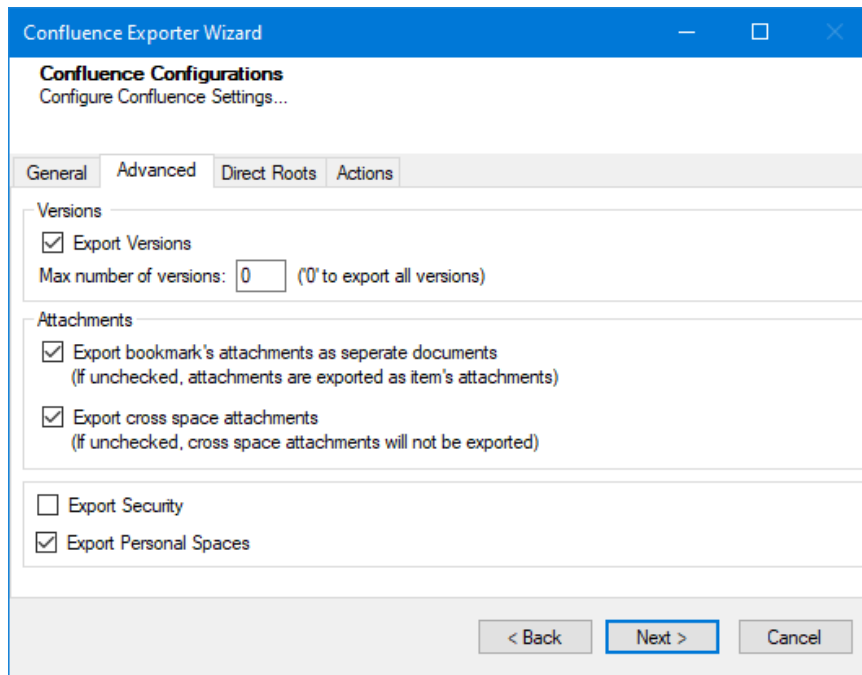 Confluence Exporter Wizard
Confluence Configurations
Configure Confluence Settings...
General Advanced Direct Roots Actions
Versions
Export Versions
Max number of versions: 0 ('0' to export all versions)
Attachments
Export bookmark's attachments as seperate documents
(If unchecked, attachments are exported as item's attachments)
Export cross space attachments
(If unchecked, cross space attachments will not be exported)
Export Security
Export Personal Spaces
< Back Next > Cancel